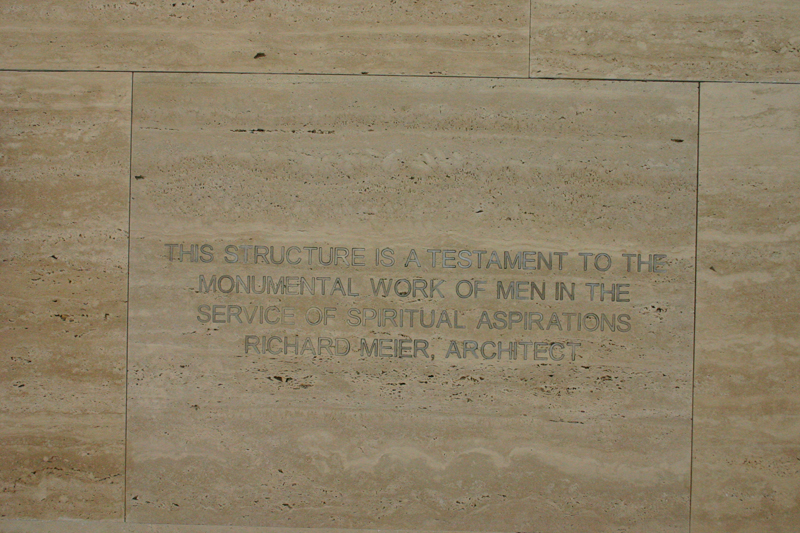 THIS STRUCTURE IS A TESTAMENT TO THE
MONUMENTAL WORK OF MEN IN THE
SERVICE OF SPIRITUAL ASPIRATIONS
RICHARD MEIER, ARCHITECT